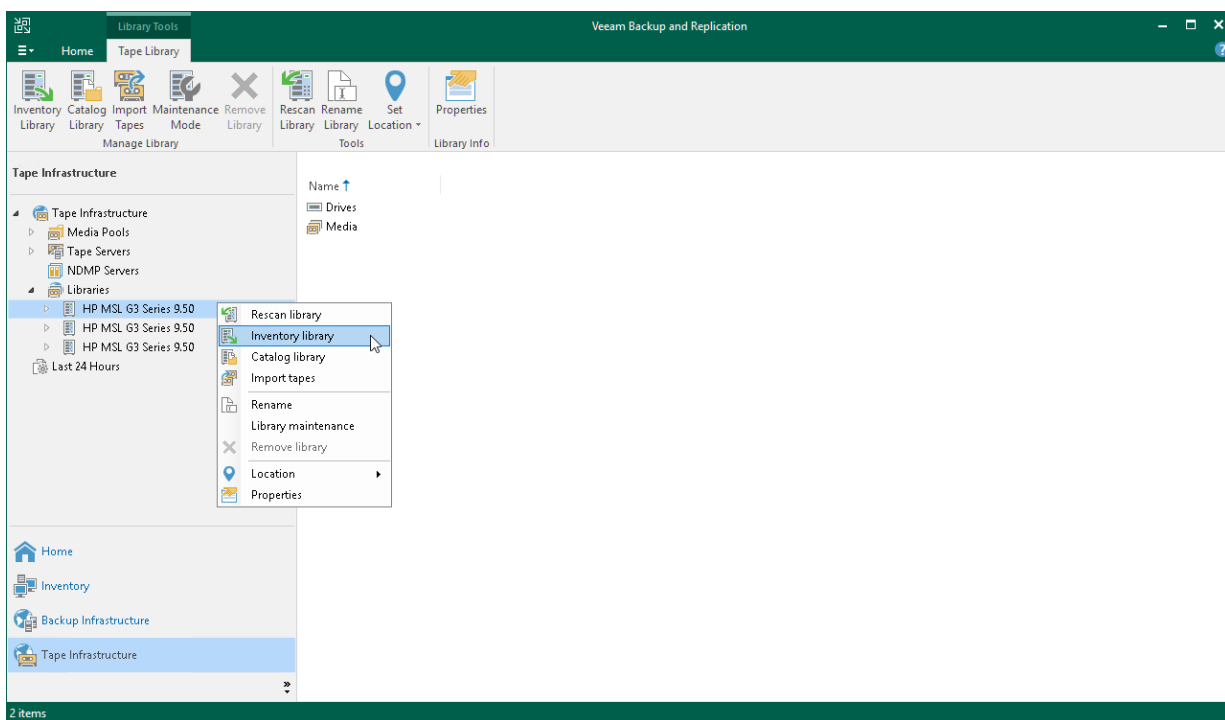 Library Tools
Veeam Backup and Replication
Home
Tape Library
Inventory Library
Catalog Library
Import Tapes
Maintenance Mode
Remove Library
Rescan Library
Rename Library
Set Location
Properties
Manage Library
Tools
Library Info
Tape Infrastructure
Tape Infrastructure
Media Pools
Tape Servers
NDMP Servers
Libraries
HP MSL G3 Series 9.50
HP MSL G3 Series 9.50
HP MSL G3 Series 9.50
Last 24 Hours
Name
Drives
Media
Rescan library
Inventory library
Catalog library
Import tapes
Rename
Library maintenance
Remove library
Location
Properties
Home
Inventory
Backup Infrastructure
Tape Infrastructure
2 items